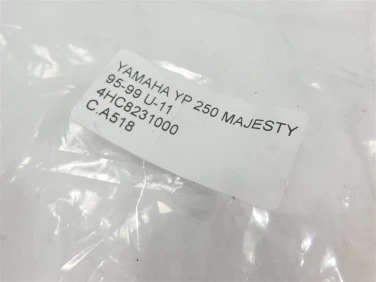 YAMAHA YP 250 MAJESTY
95-99 U-11
4HC8231000
C.A518